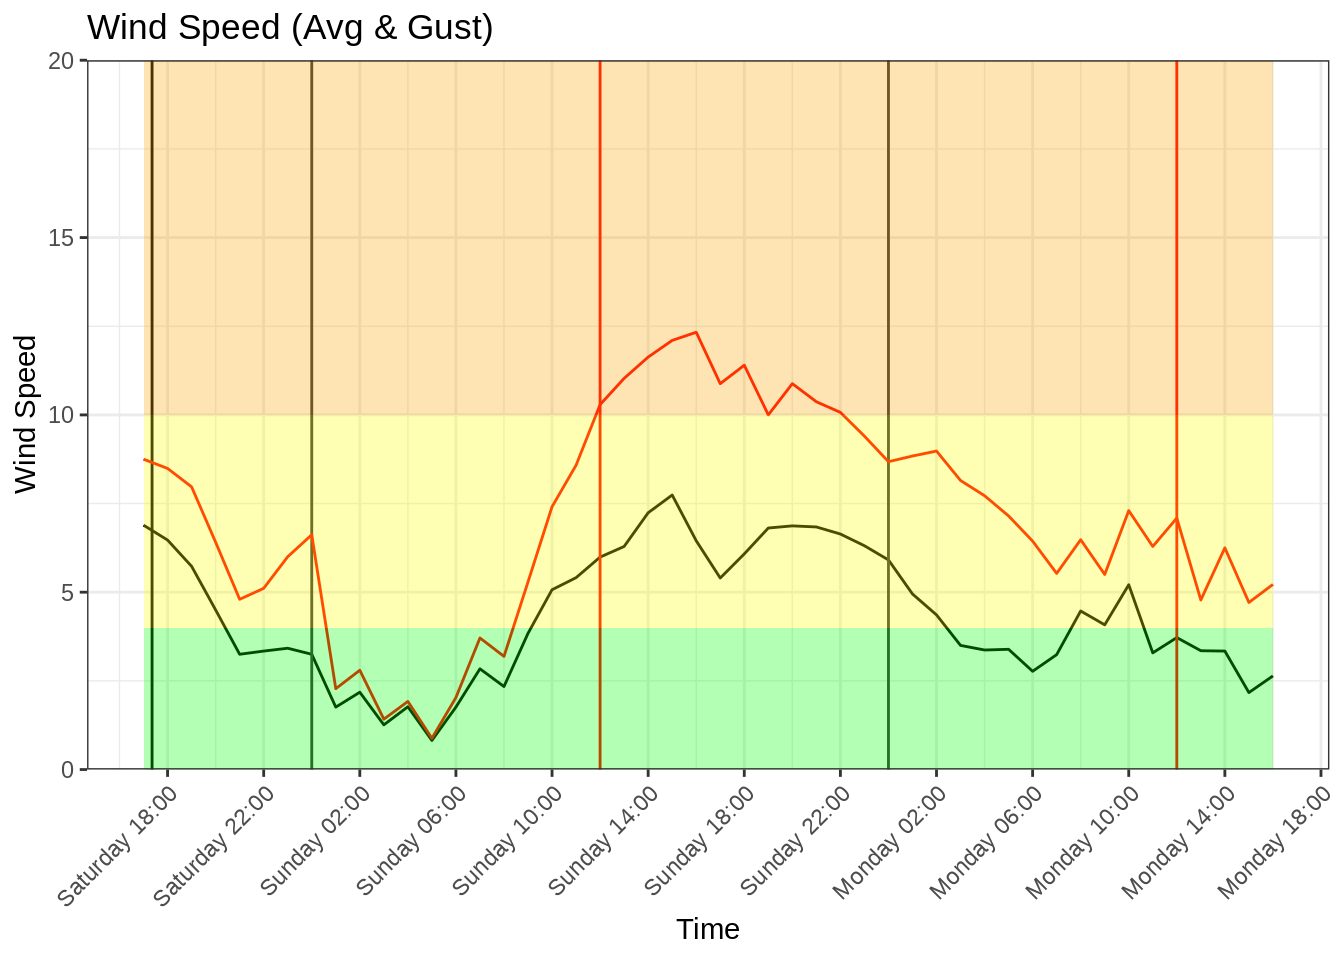 Wind Speed (Avg & Gust)
20
15
10
5
0
Wind Speed
Saturday 18:00
Saturday 22:00
Sunday 02:00
Sunday 06:00
Sunday 10:00
Sunday 14:00
Sunday 18:00
Sunday 22:00
Monday 02:00
Monday 06:00
Monday 10:00
Monday 14:00
Monday 18:00
Time